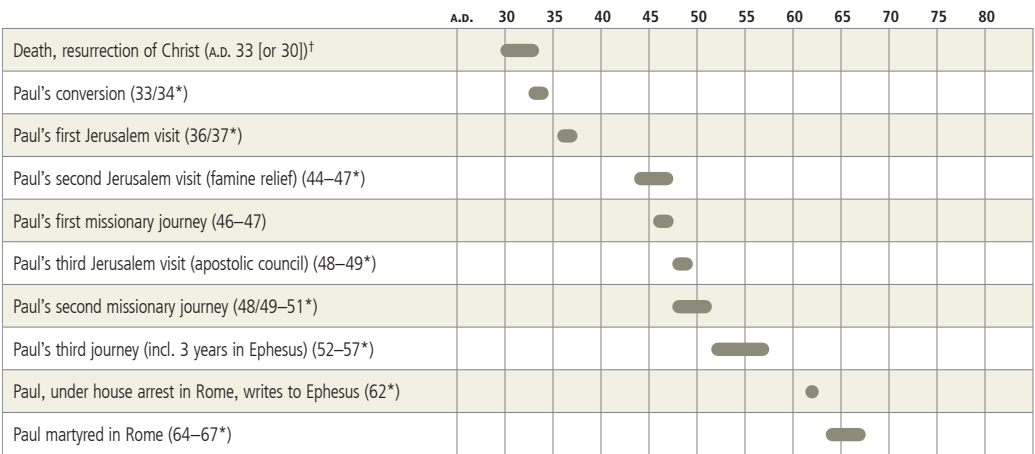 A.D. 30 35 40 45 50 55 60 65 70 75 80
Death, resurrection of Christ (A.D. 33 [or 30])†
Paul's conversion (33/34*)
Paul's first Jerusalem visit (36/37*)
Paul's second Jerusalem visit (famine relief) (44–47*)
Paul's first missionary journey (46–47)
Paul's third Jerusalem visit (apostolic council) (48–49*)
Paul's second missionary journey (48/49–51*)
Paul's third journey (incl. 3 years in Ephesus) (52–57*)
Paul, under house arrest in Rome, writes to Ephesus (62*)
Paul martyred in Rome (64–67*)